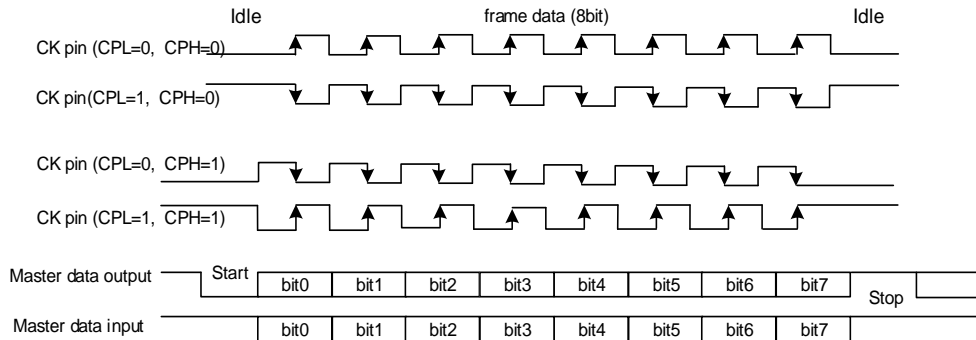 Idle frame data (8bit) Idle
CK pin (CPL=0, CPH=0)
CK pin(CPL=1, CPH=0)
CK pin (CPL=0, CPH=1)
CK pin (CPL=1, CPH=1)
Master data output Start bit0 bit1 bit2 bit3 bit4 bit5 bit6 bit7 Stop
Master data input bit0 bit1 bit2 bit3 bit4 bit5 bit6 bit7